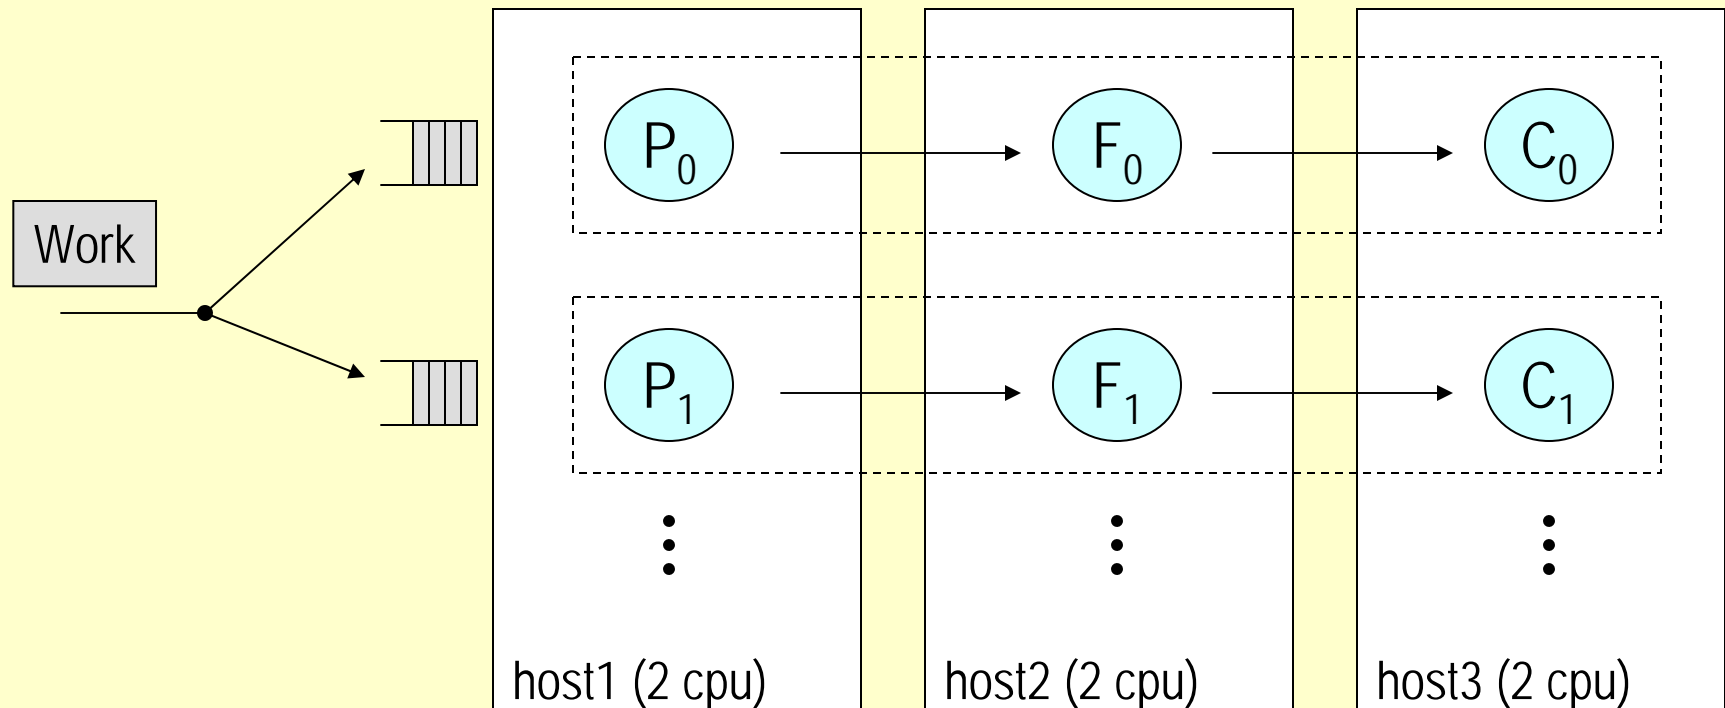 P0
F0
C0
Work
P1
F1
C1
host1 (2 cpu)
host2 (2 cpu)
host3 (2 cpu)